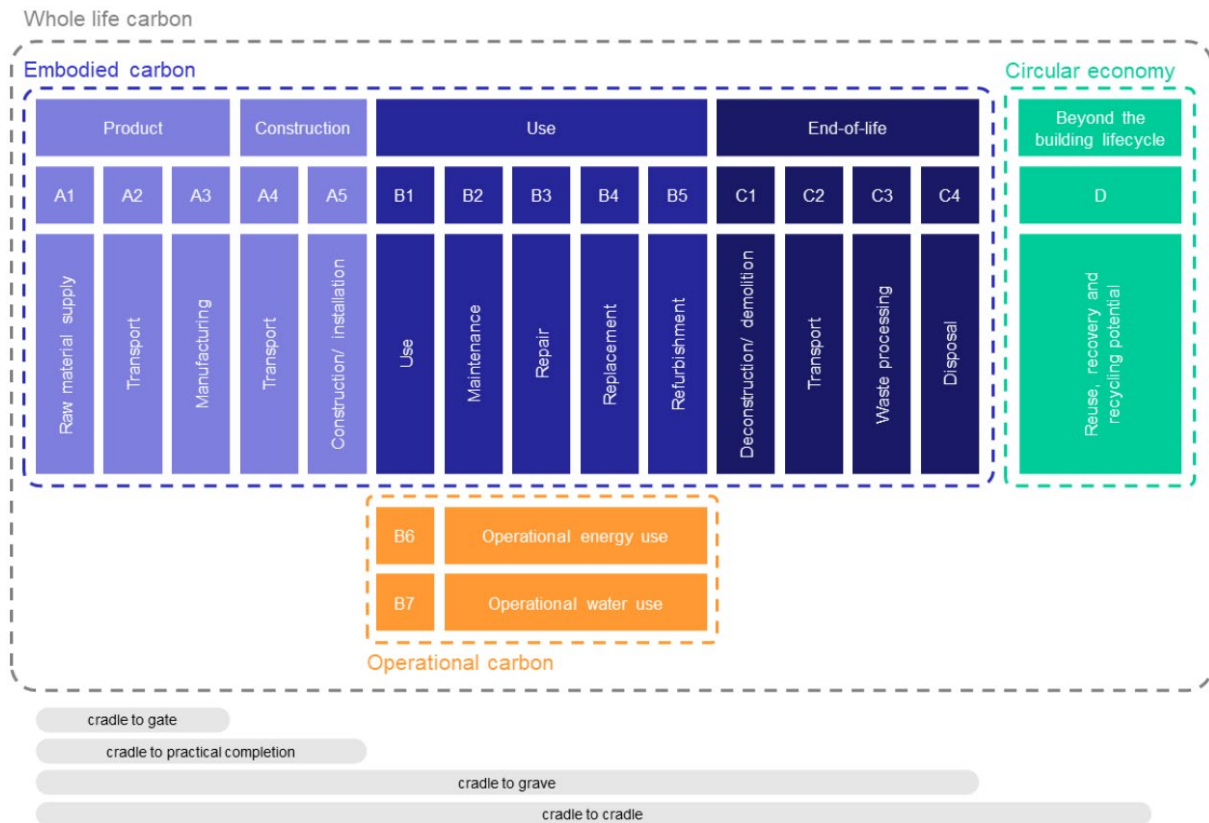 Whole life carbon
Embodied carbon
Circular economy
Product
Construction
Use
End-of-life
Beyond the
building lifecycle
A1
A2
A3
A4
A5
B1
B2
B3
B4
B5
C1
C2
C3
C4
D
Raw material supply
Transport
Manufacturing
Transport
Construction/ installation
Use
Maintenance
Repair
Replacement
Refurbishment
Deconstruction/ demolition
Transport
Waste processing
Disposal
Reuse, recovery and
recycling potential
B6
Operational energy use
B7
Operational water use
Operational carbon
cradle to gate
cradle to practical completion
cradle to grave
cradle to cradle